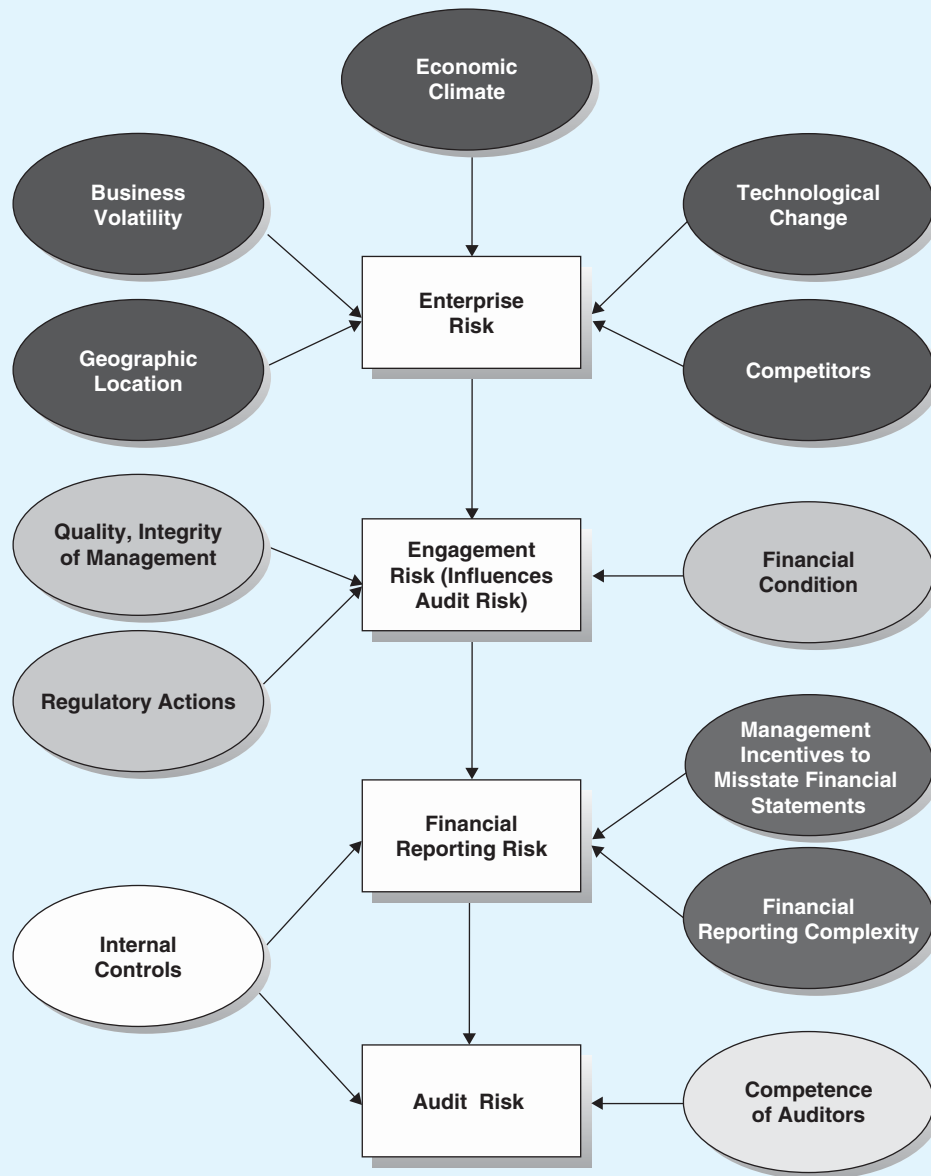 Economic
Climate
Business
Volatility
Technological
Change
Enterprise
Risk
Geographic
Location
Competitors
Quality, Integrity
of Management
Engagement
Risk (Influences
Audit Risk)
Financial
Condition
Regulatory Actions
Management
Incentives to
Misstate Financial
Statements
Financial
Reporting Risk
Financial
Reporting Complexity
Internal
Controls
Audit Risk
Competence
of Auditors